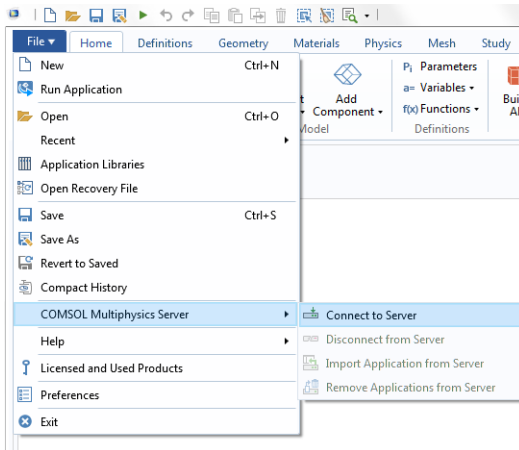 File Home Definitions Geometry Materials Physics Mesh Study
New Ctrl+N
Run Application
Open Ctrl+O
Recent
Application Libraries
Open Recovery File
Save Ctrl+S
Save As
Revert to Saved
Compact History
COMSOL Multiphysics Server
Help
Licensed and Used Products
Preferences
Exit
Add
Component
Model
Pi Parameters
a= Variables
f(x) Functions
Definitions
Connect to Server
Disconnect from Server
Import Application from Server
Remove Applications from Server